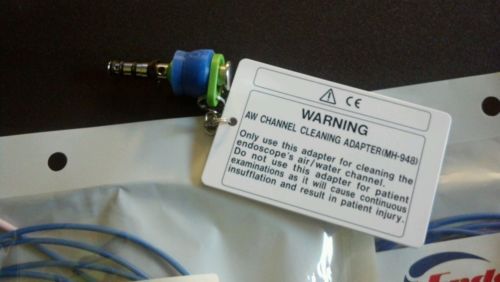 CE
WARNING
AW CHANNEL CLEANING ADAPTER(MH-948)
Only use this adapter for cleaning the
endoscope's air/water channel.
Do not use this adapter for patient
examinations as it will cause continuous
insufflation and result in patient injury.
Endo